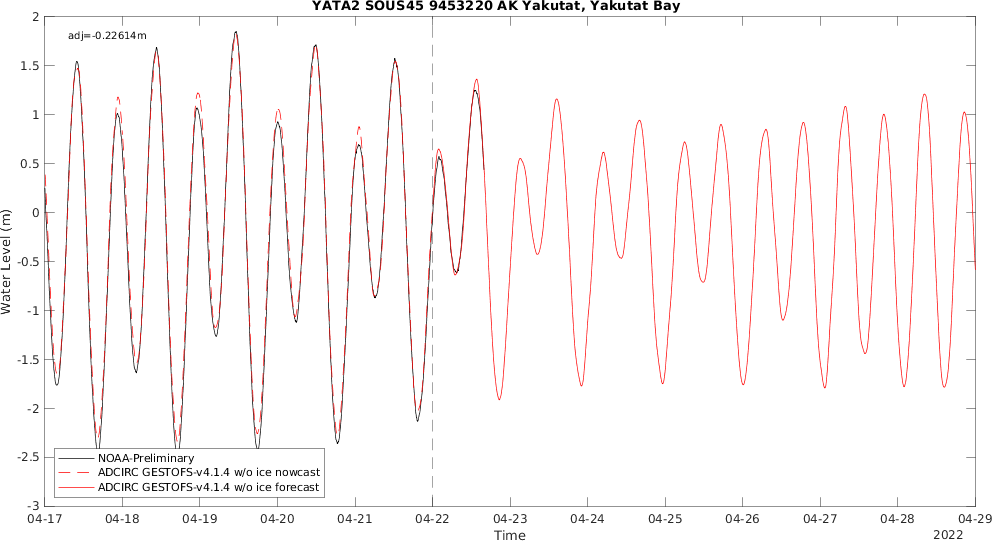 YATA2 SOUS45 9453220 AK Yakutat, Yakutat Bay
adj=-0.22614m
2
1.5
1
0.5
0
-0.5
-1
-1.5
-2
-2.5
-3
Water Level (m)
NOAA-Preliminary
ADCIRC GESTOFS-v4.1.4 w/o ice nowcast
ADCIRC GESTOFS-v4.1.4 w/o ice forecast
04-17 04-18 04-19 04-20 04-21 04-22 04-23 04-24 04-25 04-26 04-27 04-28 04-29
Time
2022